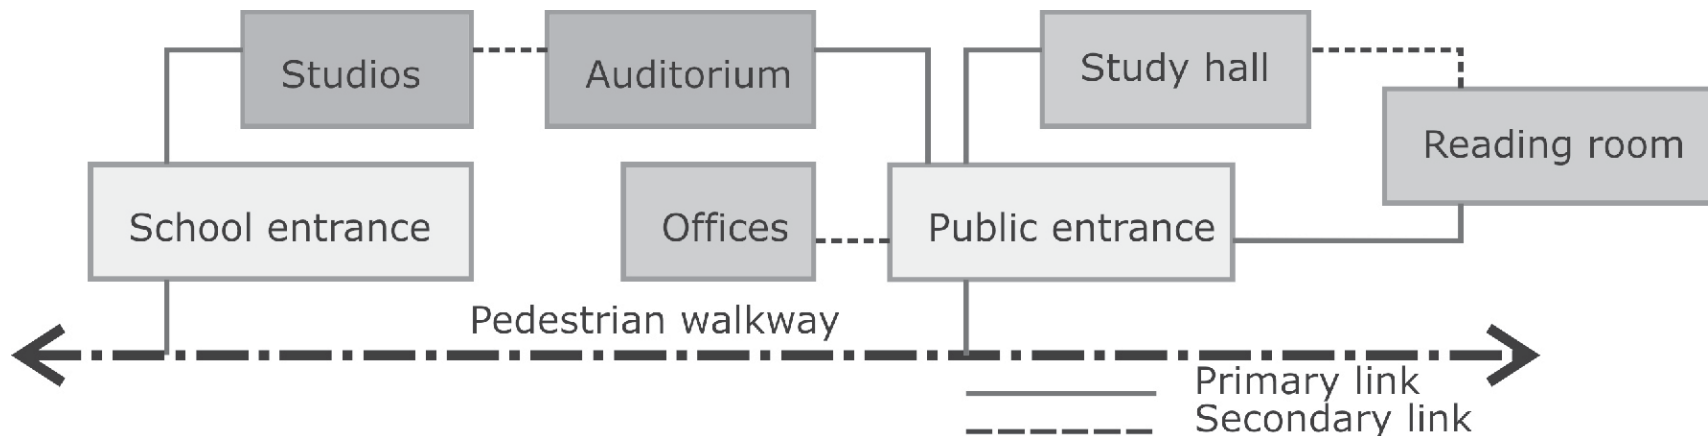 Studios
Auditorium
Study hall
Reading room
School entrance
Offices
Public entrance
Pedestrian walkway
Primary link
Secondary link